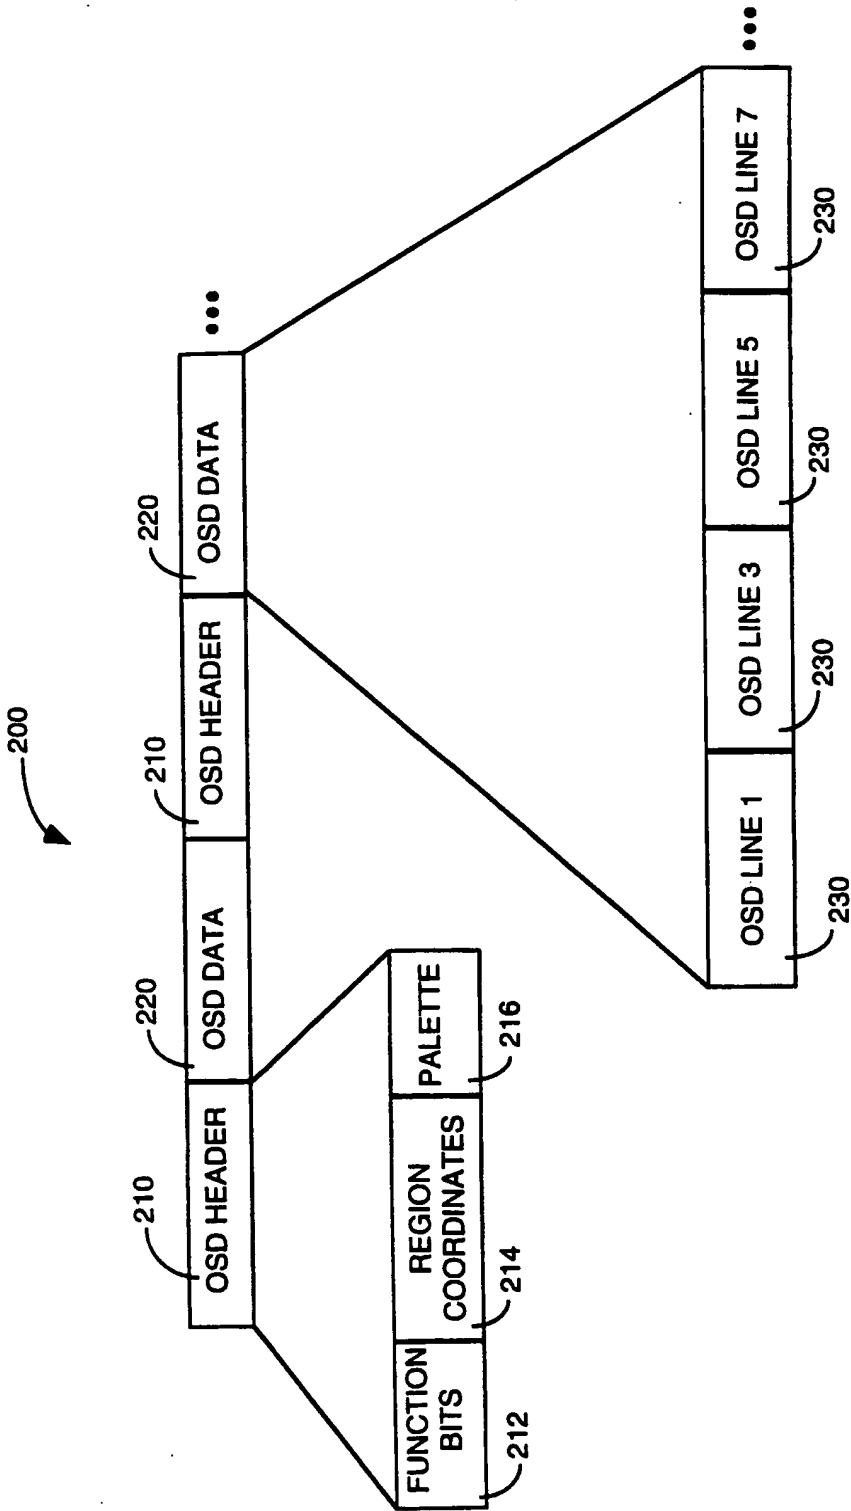 200
210
220
210
220
OSD HEADER
OSD DATA
OSD HEADER
OSD DATA
•••
FUNCTION
BITS
REGION
COORDINATES
PALETTE
212
214
216
OSD LINE 1
OSD LINE 3
OSD LINE 5
OSD LINE 7
•••
230
230
230
230